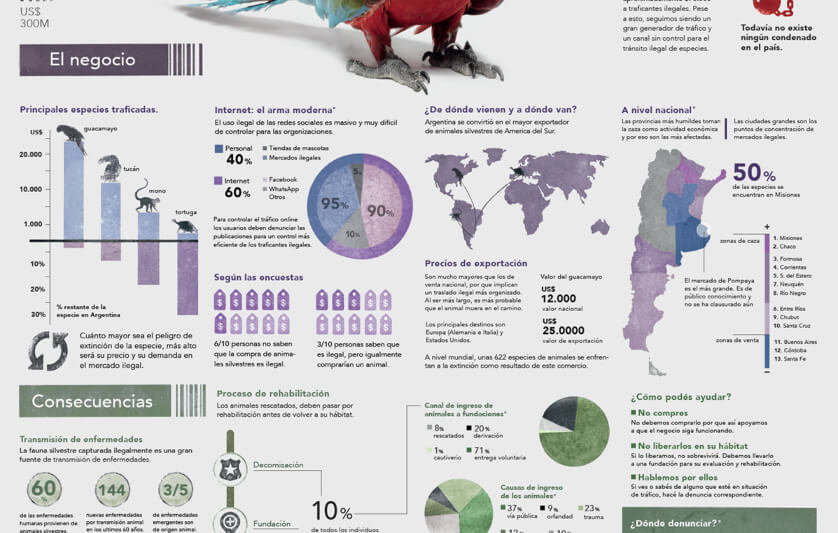 US$
300M
a traficantes ilegales. Pese
a esto, seguimos siendo un
gran generador de tráfico y
un canal sin control para el
tránsito ilegal de especies.
Todavía no existe
ningún condenado
en el país.
El negocio
Principales especies traficadas.
US$
20.000
10.000
1.000
10%
20%
30%
guacamayo
tucán
mono
tortuga
% restante de la
especie en Argentina
Cuánto mayor sea el peligro de
extinción de la especie, más alto
será su precio y su demanda en
el mercado ilegal.
Internet: el arma moderna*
El uso ilegal de las redes sociales es masivo y muy difícil
de controlar para las organizaciones.
Personal
40%
Tiendas de mascotas
Mercados ilegales
Internet
60%
Facebook
WhatsApp
Otros
5%
95%
90%
10%
Para controlar el tráfico online
los usuarios deben denunciar las
publicaciones para un control más
eficiente de los traficantes ilegales.
Según las encuestas
6/10 personas no saben
que la compra de anima-
les silvestres es ilegal.
3/10 personas saben que
es ilegal, pero igualmente
comprarían un animal.
¿De dónde vienen y a dónde van?
Argentina se convirtió en el mayor exportador
de animales silvestres de America del Sur.
Precios de exportación
Son mucho mayores que los de
venta nacional, por que implican
un traslado ilegal más organizado.
Al ser más largo, es más probable
que el animal muera en el camino.
Los principales destinos son
Europa (Alemania e Italia) y
Estados Unidos.
Valor del guacamayo
US$
12.000
valor nacional
US$
25.0000
valor de exportación
A nivel mundial, unas 622 especies de animales se enfren-
tan a la extinción como resultado de este comercio.
A nivel nacional*
Las provincias más humildes toman
la caza como actividad económica
y por eso son las más afectadas.
Las ciudades grandes son los
puntos de concentración de
mercados ilegales.
50%
de las especies se
encuentran en Misiones
+
zonas de caza
1. Misiones
2. Chaco
3. Formosa
4. Corrientes
5. S. del Estero
7. Neuquén
8. Río Negro
6. Entre Ríos
9. Chubut
10. Santa Cruz
zonas de venta
11. Buenos Aires
12. Córdoba
13. Santa Fe
–
El mercado de Pompeya
es el más grande. Es de
público conocimiento y
no se ha clausurado aún
Consecuencias
Transmisión de enfermedades
La fauna silvestre capturada ilegalmente es una gran
fuente de transmisión de enfermedades.
60
%
144
3/5
de las enfermedades
humanas provienen de
animales silvestres.
nuevas enfermedades
por transmisión animal
en los ultimos 60 años.
de enfermedades
emergentes son
de origen animal.
Proceso de rehabilitación
Los animales rescatados, deben pasar por
rehabilitación antes de volver a su hábitat.
Decomisación
Fundación
10%
de todos los individuos
Canal de ingreso de
animales a fundaciones*
8%
rescatados
20%
derivación
1%
cautiverio
71%
entrega voluntaria
Causas de ingreso
de los animales*
37%
vía pública
9%
orfandad
23%
trauma
¿Cómo podés ayudar?
No compres
No debemos comprarlo por que así apoyamos
a que el negocio siga funcionando.
No liberarlos en su hábitat
Si lo liberamos, no sobrevivirá. Debemos llevarlo
a una fundación para su evaluación y rehabilitación.
Hablemos por ellos
Si ves o sabés de alguno que esté en situación
de tráfico, hacé la denuncia correspondiente.
¿Dónde denunciar?*